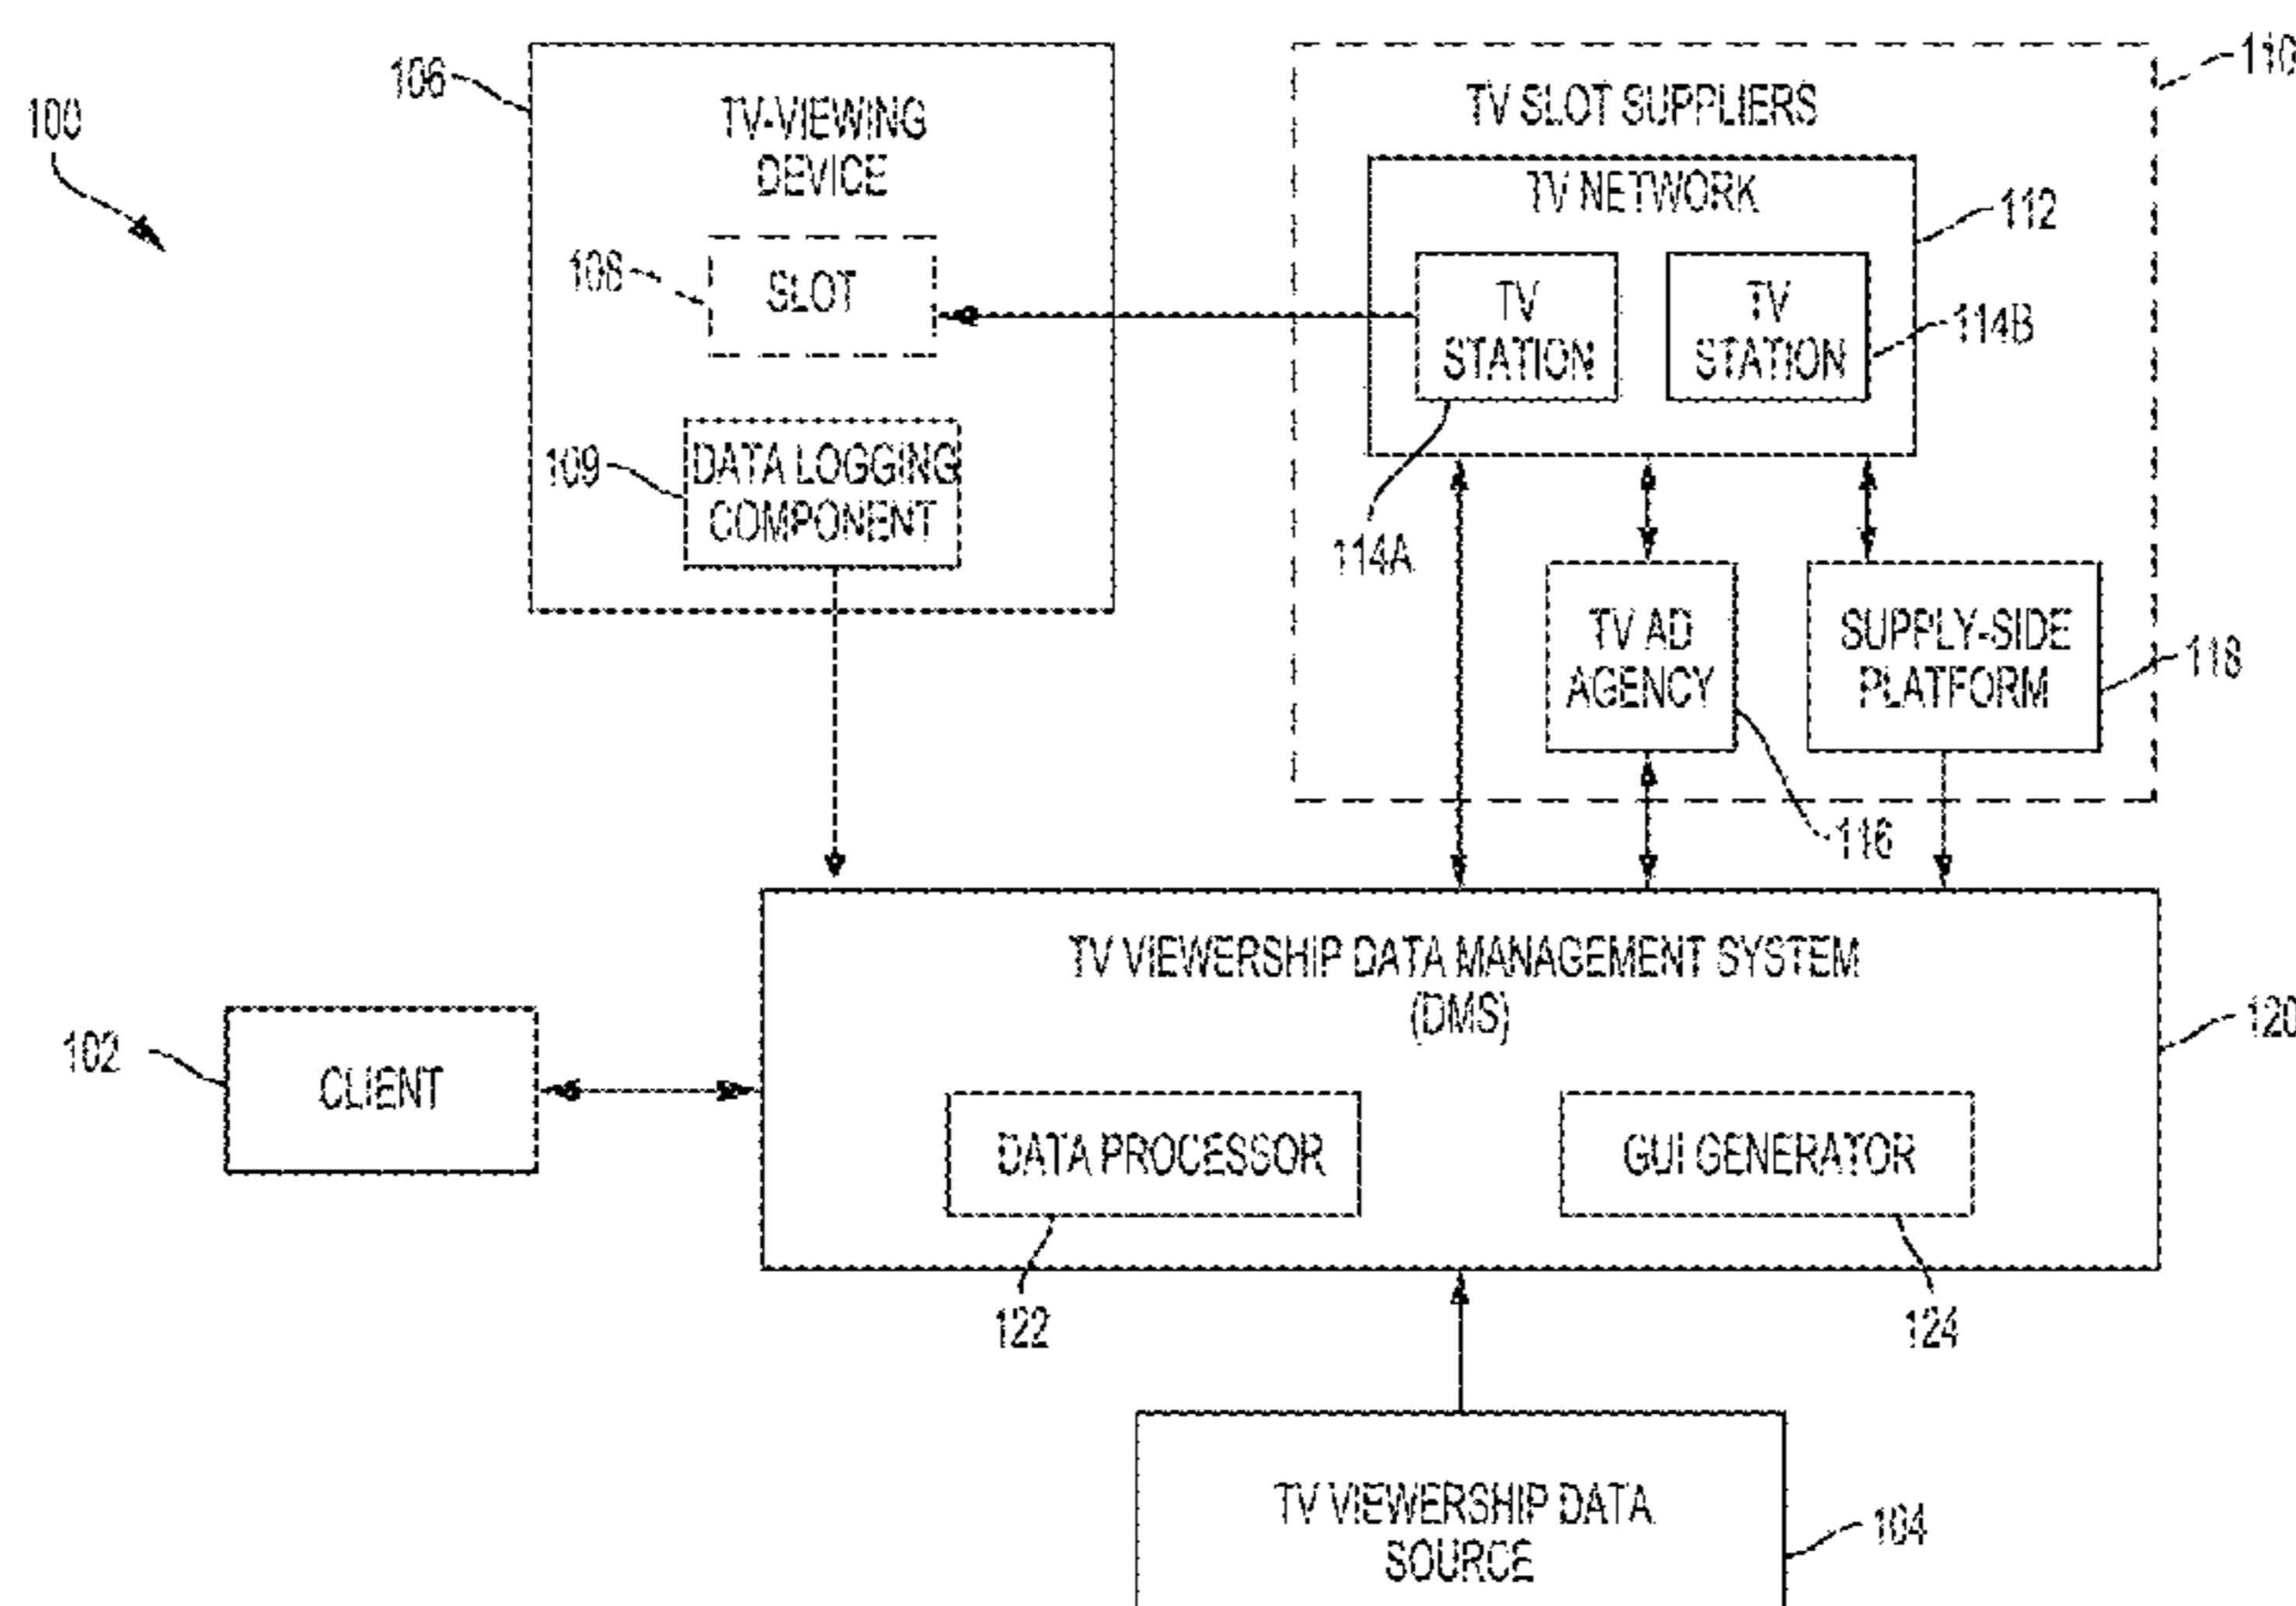 100
106
TV-VIEWING
DEVICE
108
SLOT
109
DATA LOGGING
COMPONENT
110
TV SLOT SUPPLIERS
TV NETWORK
112
TV
STATION
TV
STATION
114B
114A
TV AD
AGENCY
SUPPLY-SIDE
PLATFORM
118
116
TV VIEWERSHIP DATA MANAGEMENT SYSTEM
(DMS)
120
102
CLIENT
DATA PROCESSOR
GUI GENERATOR
122
124
TV VIEWERSHIP DATA
SOURCE
104